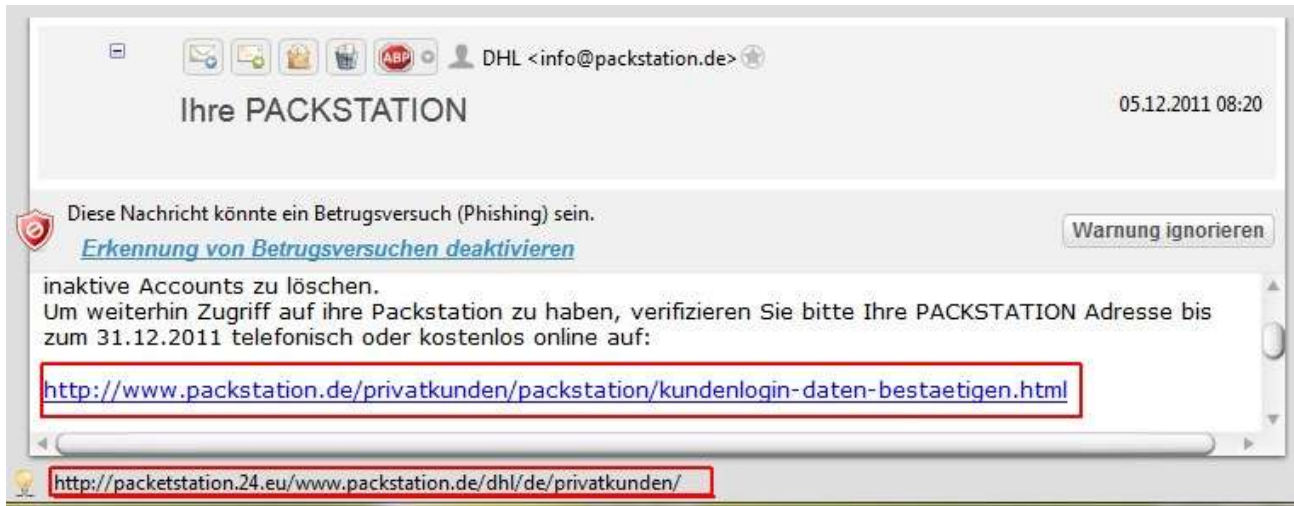 ABP DHL <info@packstation.de>
Ihre PACKSTATION
05.12.2011 08:20
Diese Nachricht könnte ein Betrugsversuch (Phishing) sein.
Erkennung von Betrugsversuchen deaktivieren
Warnung ignorieren
inaktive Accounts zu löschen.
Um weiterhin Zugriff auf ihre Packstation zu haben, verifizieren Sie bitte Ihre PACKSTATION Adresse bis
zum 31.12.2011 telefonisch oder kostenlos online auf:
http://www.packstation.de/privatkunden/packstation/kundenlogin-daten-bestaetigen.html
http://packetstation.24.eu/www.packstation.de/dhl/de/privatkunden/